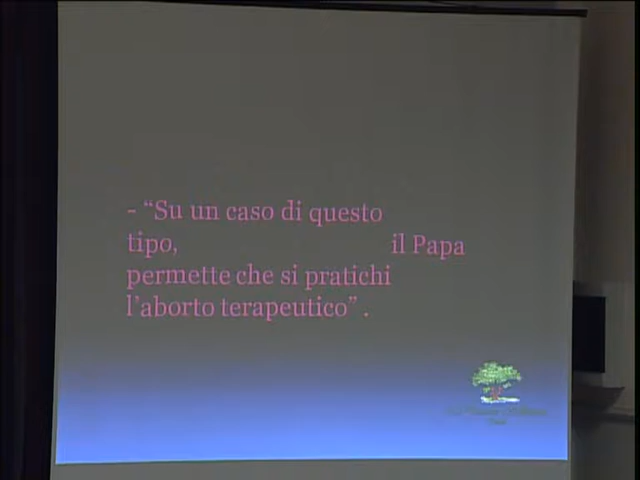 - “Su un caso di questo
tipo, il Papa
permette che si pratichi
l’aborto terapeutico” .